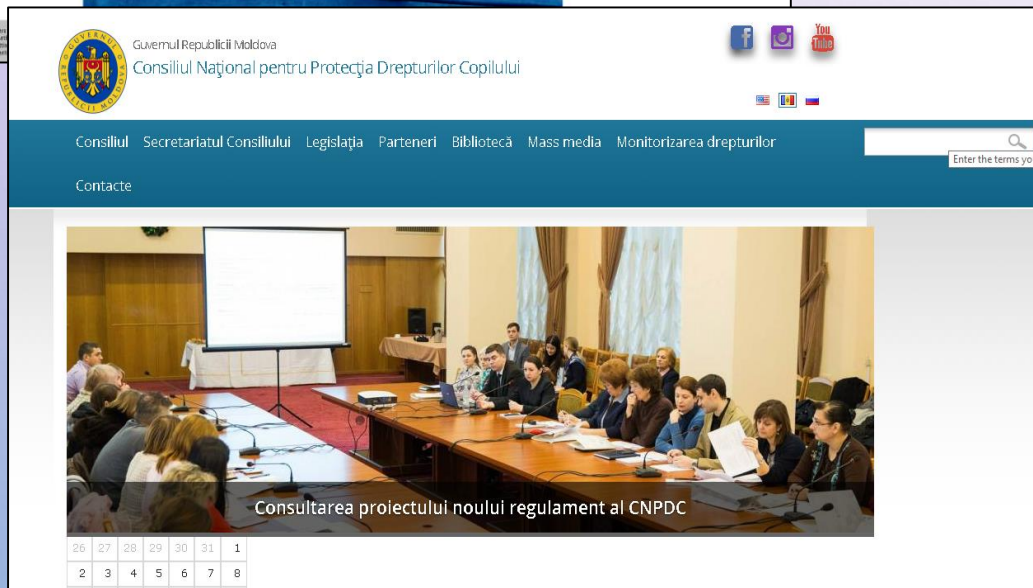 Guvernul Republicii Moldova
Consiliul Naţional pentru Protecţia Drepturilor Copilului
You
Tube
Consiliul Secretariatul Consiliului Legislaţia Parteneri Bibliotecă Mass media Monitorizarea drepturilor
Contacte
Enter the terms yo
Consultarea proiectului noului regulament al CNPDC
26 27 28 29 30 31 1
2 3 4 5 6 7 8